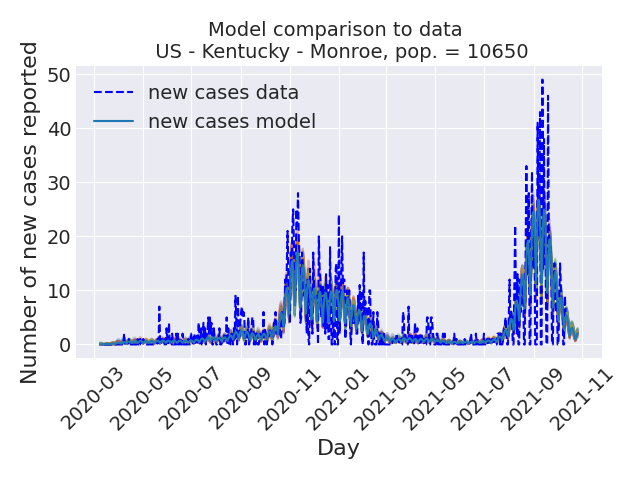 Model comparison to data
US - Kentucky - Monroe, pop. = 10650
Number of new cases reported
50
40
30
20
10
0
new cases data
new cases model
2020-03
2020-05
2020-07
2020-09
2020-11
2021-01
2021-03
2021-05
2021-07
2021-09
2021-11
Day